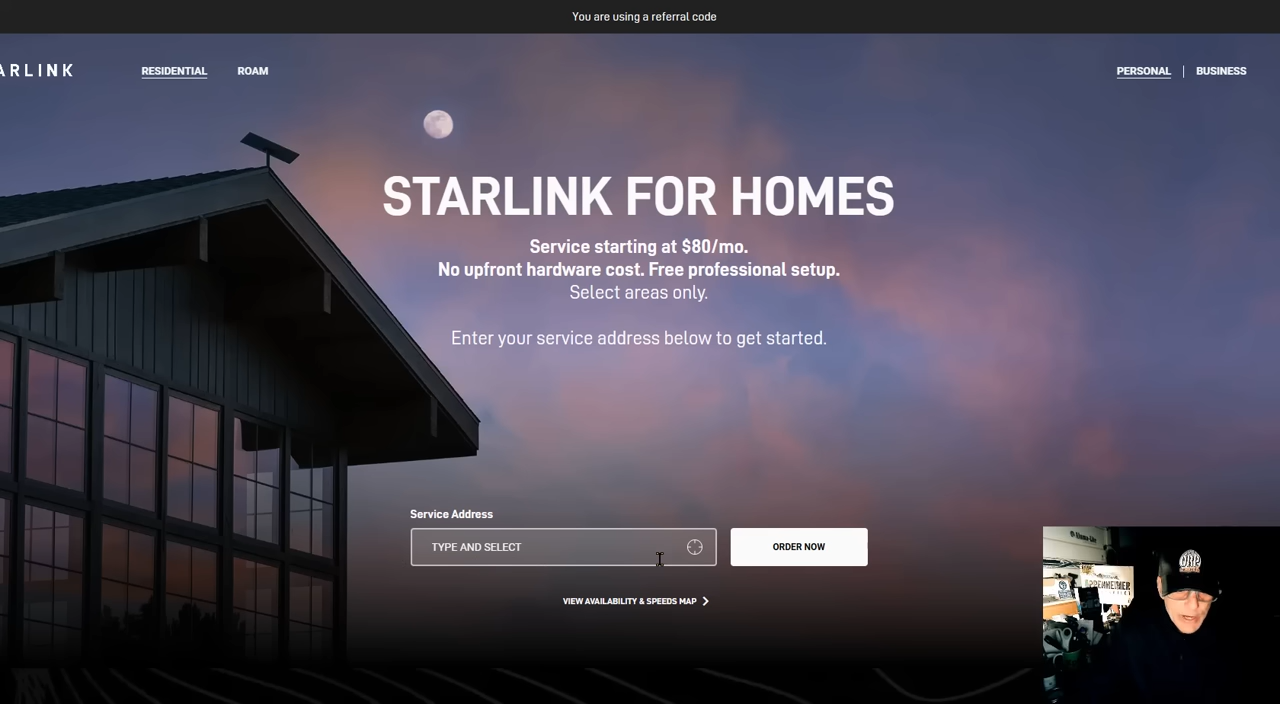 You are using a referral code
ARLINK
RESIDENTIAL
ROAM
PERSONAL
BUSINESS
STARLINK FOR HOMES
Service starting at $80/mo.
No upfront hardware cost. Free professional setup.
Select areas only.
Enter your service address below to get started.
Service Address
TYPE AND SELECT
ORDER NOW
VIEW AVAILABILITY & SPEEDS MAP